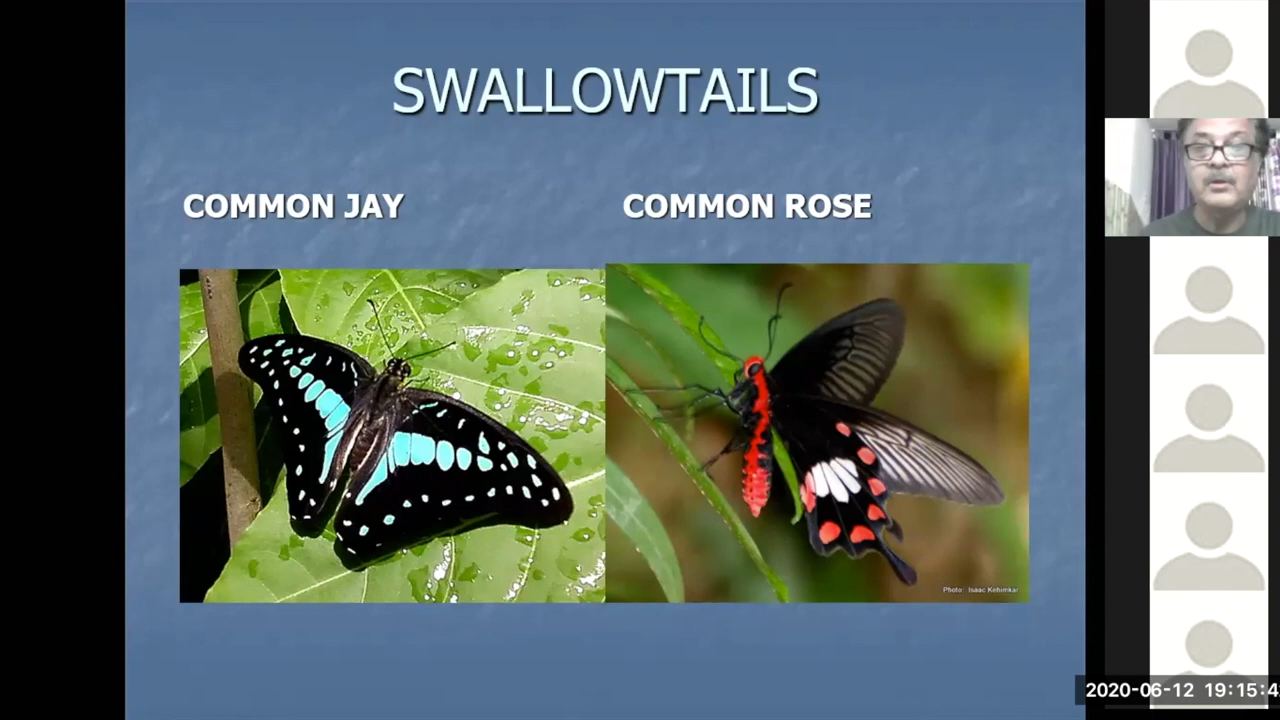 SWALLOWTAILS
COMMON JAY
COMMON ROSE
Photo: Isaac Kehimkar
2020-06-12 19:15:4